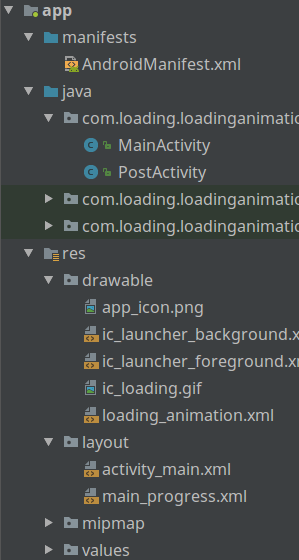 app
manifests
AndroidManifest.xml
java
com.loading.loadinganimatio
MainActivity
PostActivity
com.loading.loadinganimatio
com.loading.loadinganimatio
res
drawable
app_icon.png
ic_launcher_background.x
ic_launcher_foreground.xm
ic_loading.gif
loading_animation.xml
layout
activity_main.xml
main_progress.xml
mipmap
values